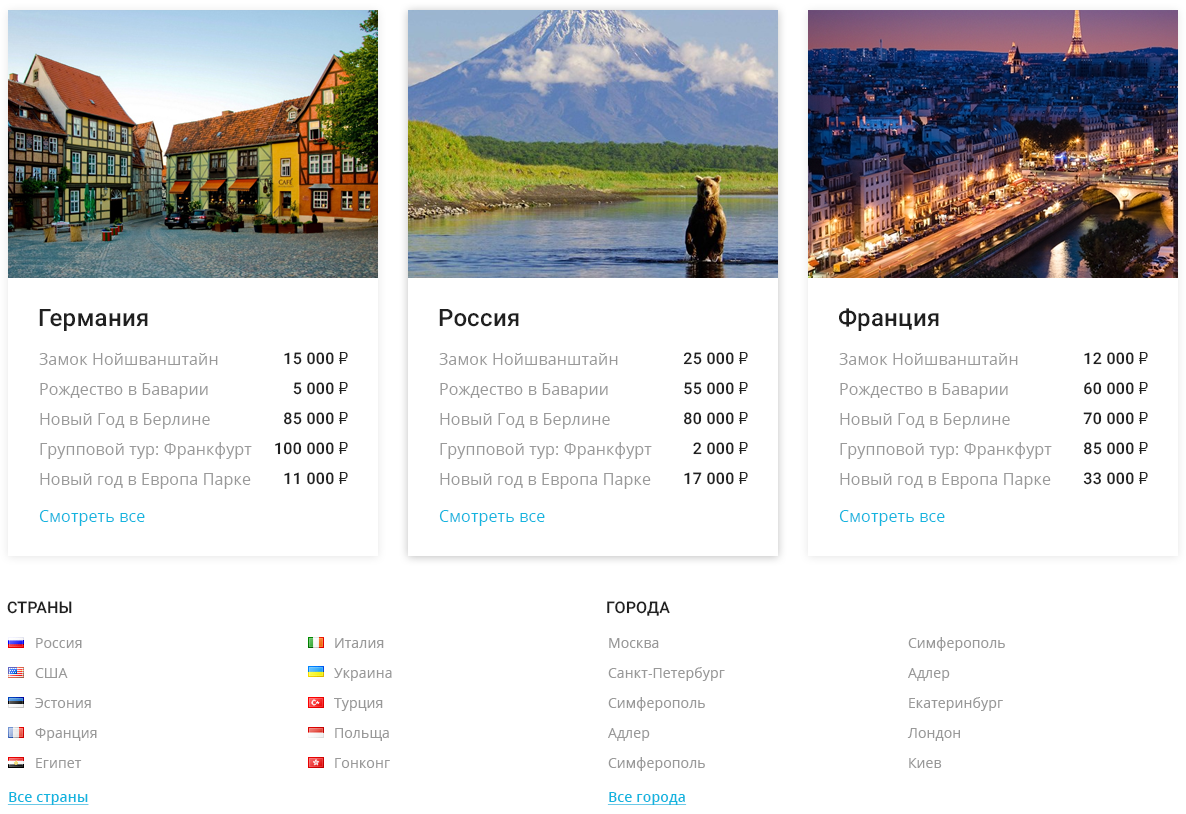 CAFÉ
Германия
Замок Нойшванштайн 15 000 ₽
Рождество в Баварии 5 000 ₽
Новый Год в Берлине 85 000 ₽
Групповой тур: Франкфурт 100 000 ₽
Новый год в Европа Парке 11 000 ₽
Смотреть все
Россия
Замок Нойшванштайн 25 000 ₽
Рождество в Баварии 55 000 ₽
Новый Год в Берлине 80 000 ₽
Групповой тур: Франкфурт 2 000 ₽
Новый год в Европа Парке 17 000 ₽
Смотреть все
Франция
Замок Нойшванштайн 12 000 ₽
Рождество в Баварии 60 000 ₽
Новый Год в Берлине 70 000 ₽
Групповой тур: Франкфурт 85 000 ₽
Новый год в Европа Парке 33 000 ₽
Смотреть все
СТРАНЫ
Россия
США
Эстония
Франция
Египет
Италия
Украина
Турция
Польща
Гонконг
Все страны
ГОРОДА
Москва
Санкт-Петербург
Симферополь
Адлер
Симферополь
Симферополь
Адлер
Екатеринбург
Лондон
Киев
Все города